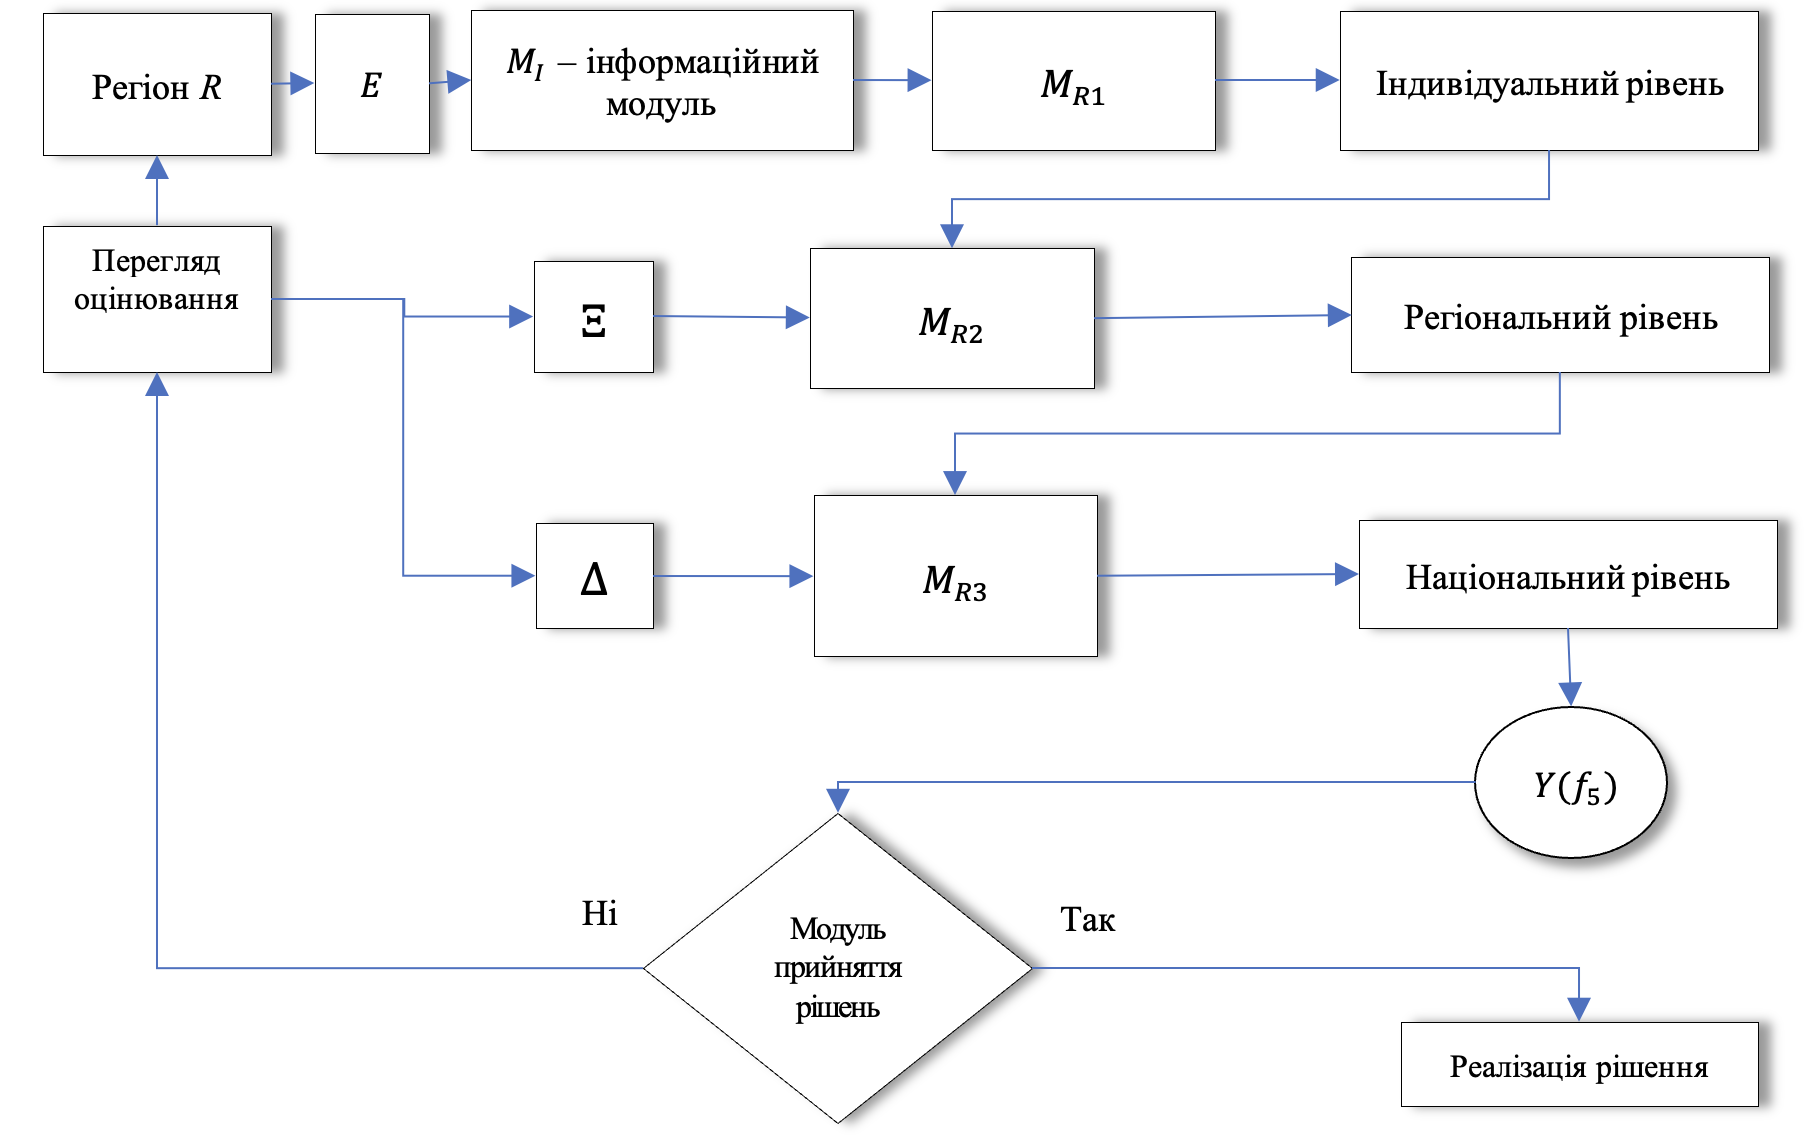 Регіон R
E
M_I – інформаційний
модуль
M_R1
Індивідуальний рівень
Перегляд
оцінювання
Ξ
M_R2
Регіональний рівень
Δ
M_R3
Національний рівень
Y(f_5)
Ні
Так
Модуль
прийняття
рішень
Реалізація рішення